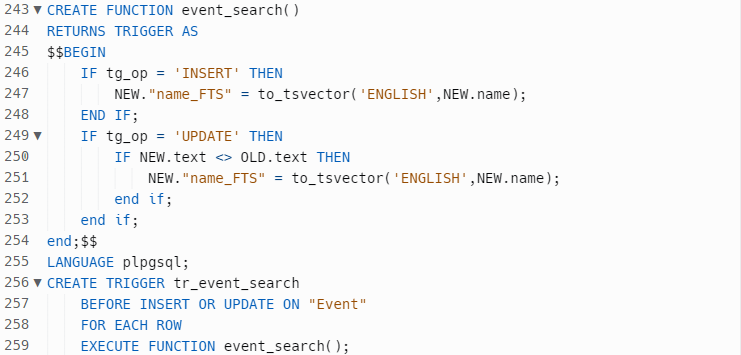 243 ▼ CREATE FUNCTION event_search()
244 RETURNS TRIGGER AS
245 $$BEGIN
246     IF tg_op = 'INSERT' THEN
247         NEW."name_FTS" = to_tsvector('ENGLISH',NEW.name);
248     END IF;
249 ▼     IF tg_op = 'UPDATE' THEN
250         IF NEW.text <> OLD.text THEN
251             NEW."name_FTS" = to_tsvector('ENGLISH',NEW.name);
252         end if;
253     end if;
254 end;$$
255 LANGUAGE plpgsql;
256 ▼ CREATE TRIGGER tr_event_search
257     BEFORE INSERT OR UPDATE ON "Event"
258     FOR EACH ROW
259     EXECUTE FUNCTION event_search();